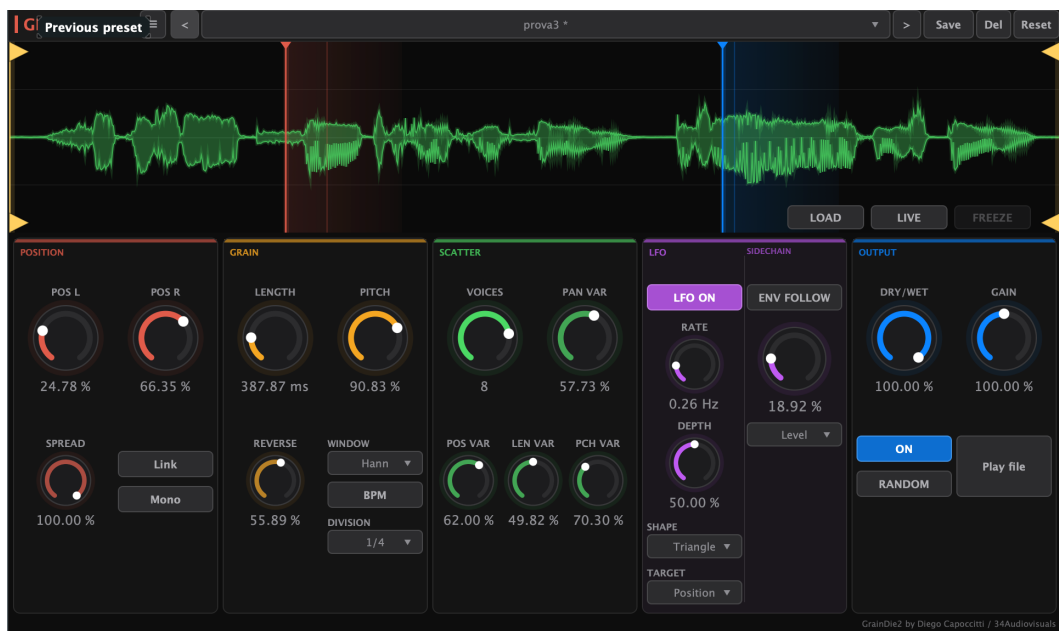 Gi
Previous preset
<
prova3 *
>
Save
Del
Reset
LOAD
LIVE
FREEZE
POSITION
POS L
POS R
24.78 %
66.35 %
SPREAD
Link
Mono
100.00 %
GRAIN
LENGTH
PITCH
387.87 ms
90.83 %
REVERSE
WINDOW
Hann
BPM
55.89 %
DIVISION
1/4
SCATTER
VOICES
PAN VAR
8
57.73 %
POS VAR
LEN VAR
PCH VAR
62.00 %
49.82 %
70.30 %
LFO
LFO ON
RATE
0.26 Hz
DEPTH
50.00 %
SHAPE
Triangle
TARGET
Position
SIDECHAIN
ENV FOLLOW
18.92 %
Level
OUTPUT
DRY/WET
GAIN
100.00 %
100.00 %
ON
RANDOM
Play file
GrainDie2 by Diego Capoccitti / 34Audiovisuals